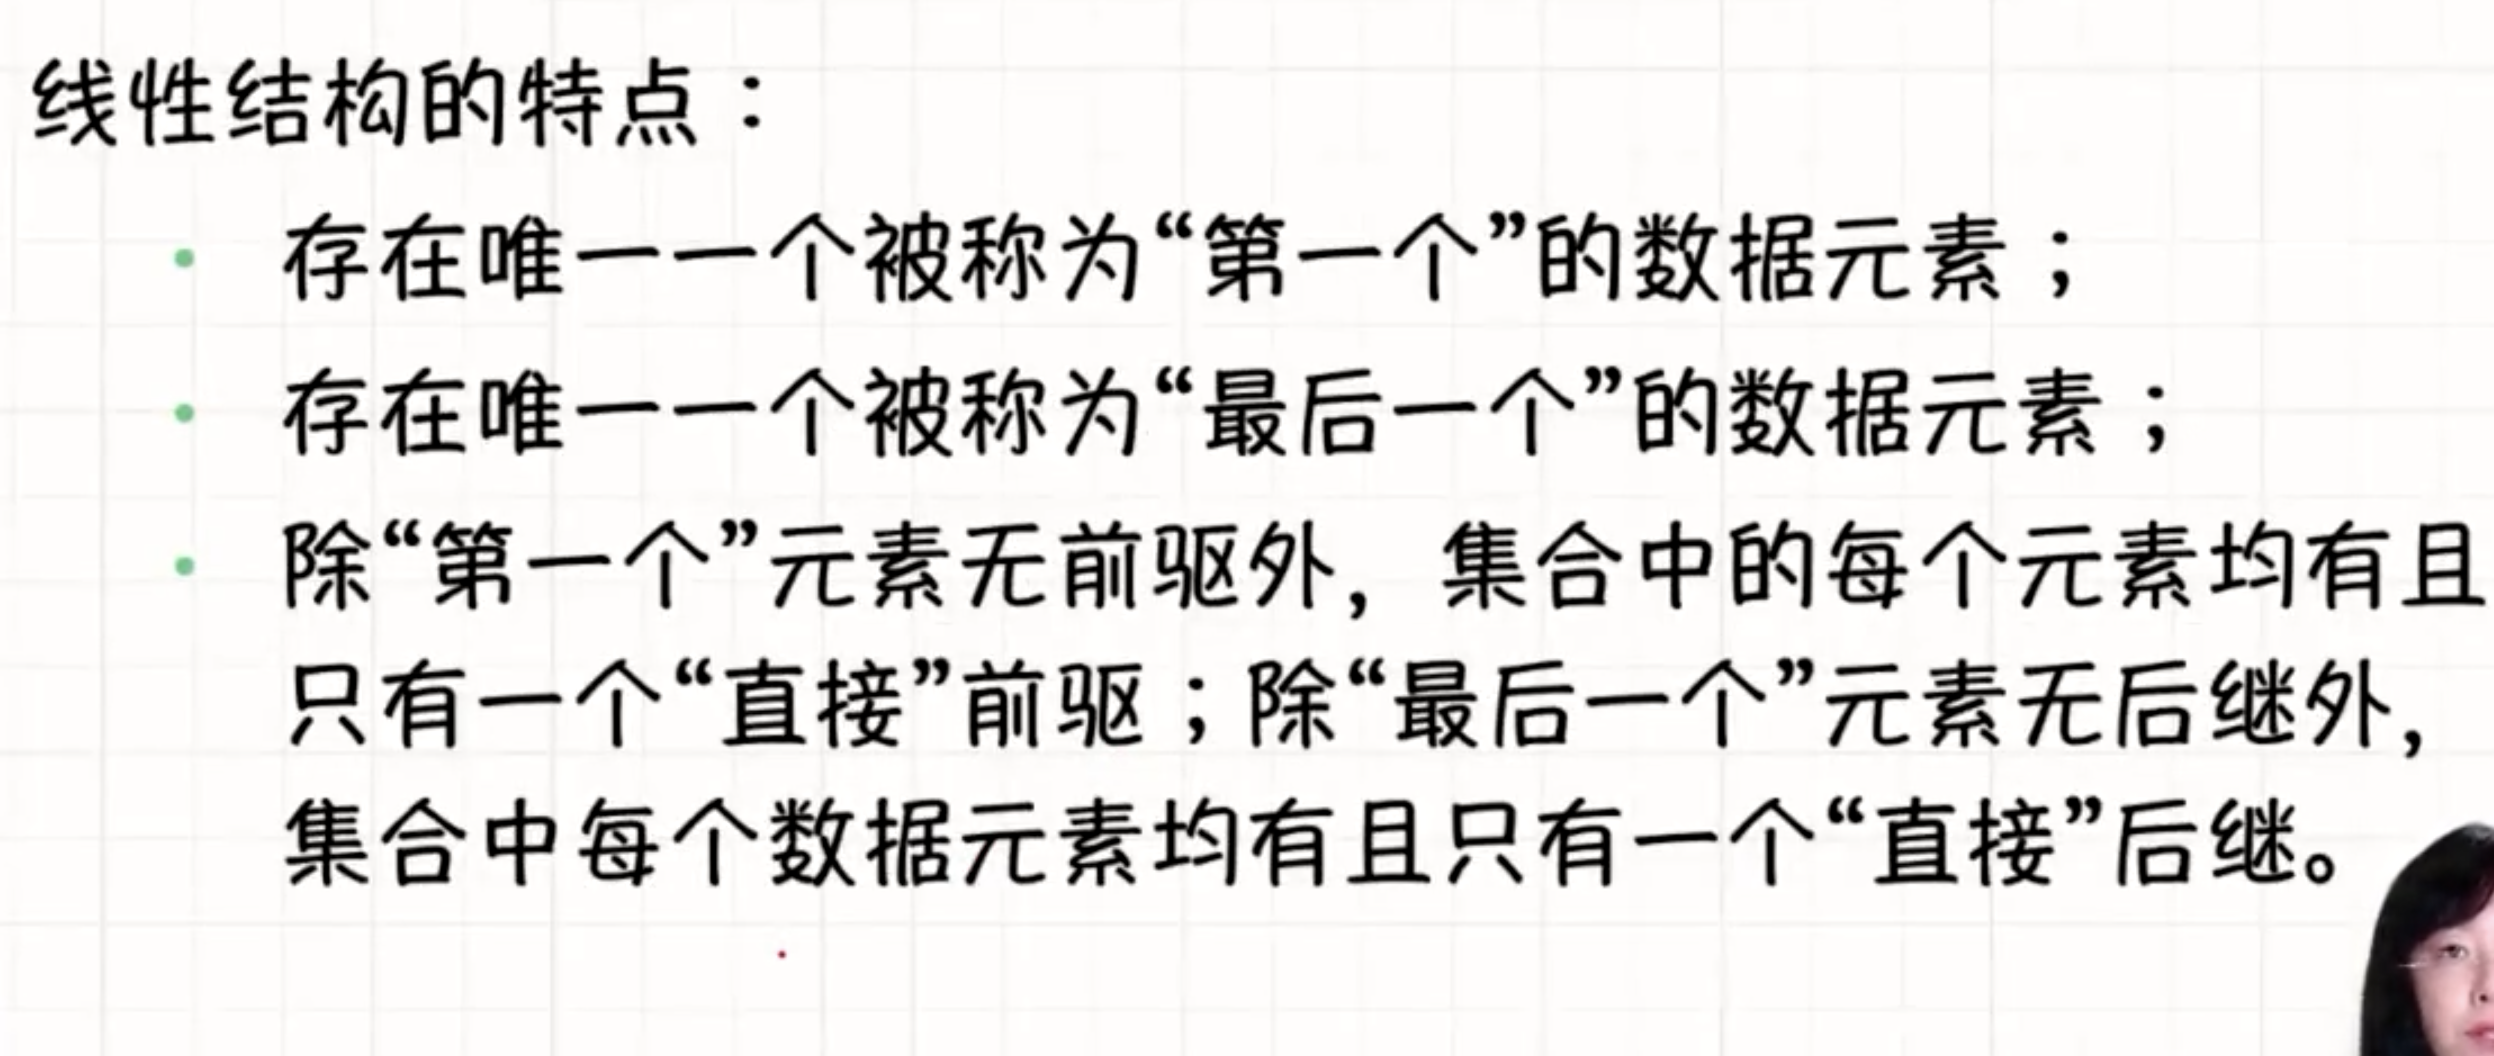 线性结构的特点：
存在唯一一个被称为“第一个”的数据元素；
存在唯一一个被称为“最后一个”的数据元素；
除“第一个”元素无前驱外，集合中的每个元素均有且
只有一个“直接”前驱；除“最后一个”元素无后继外，
集合中每个数据元素均有且只有一个“直接”后继。